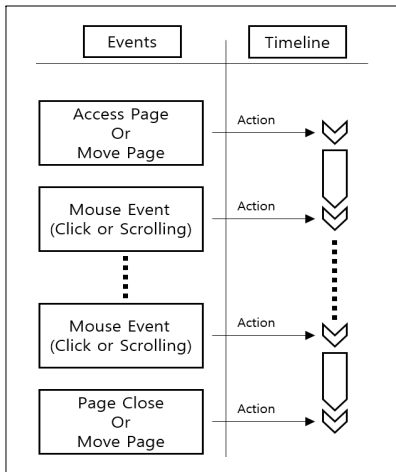 Events
Timeline
Access Page
Or
Move Page
Action
Mouse Event
(Click or Scrolling)
Action
Mouse Event
(Click or Scrolling)
Action
Page Close
Or
Move Page
Action